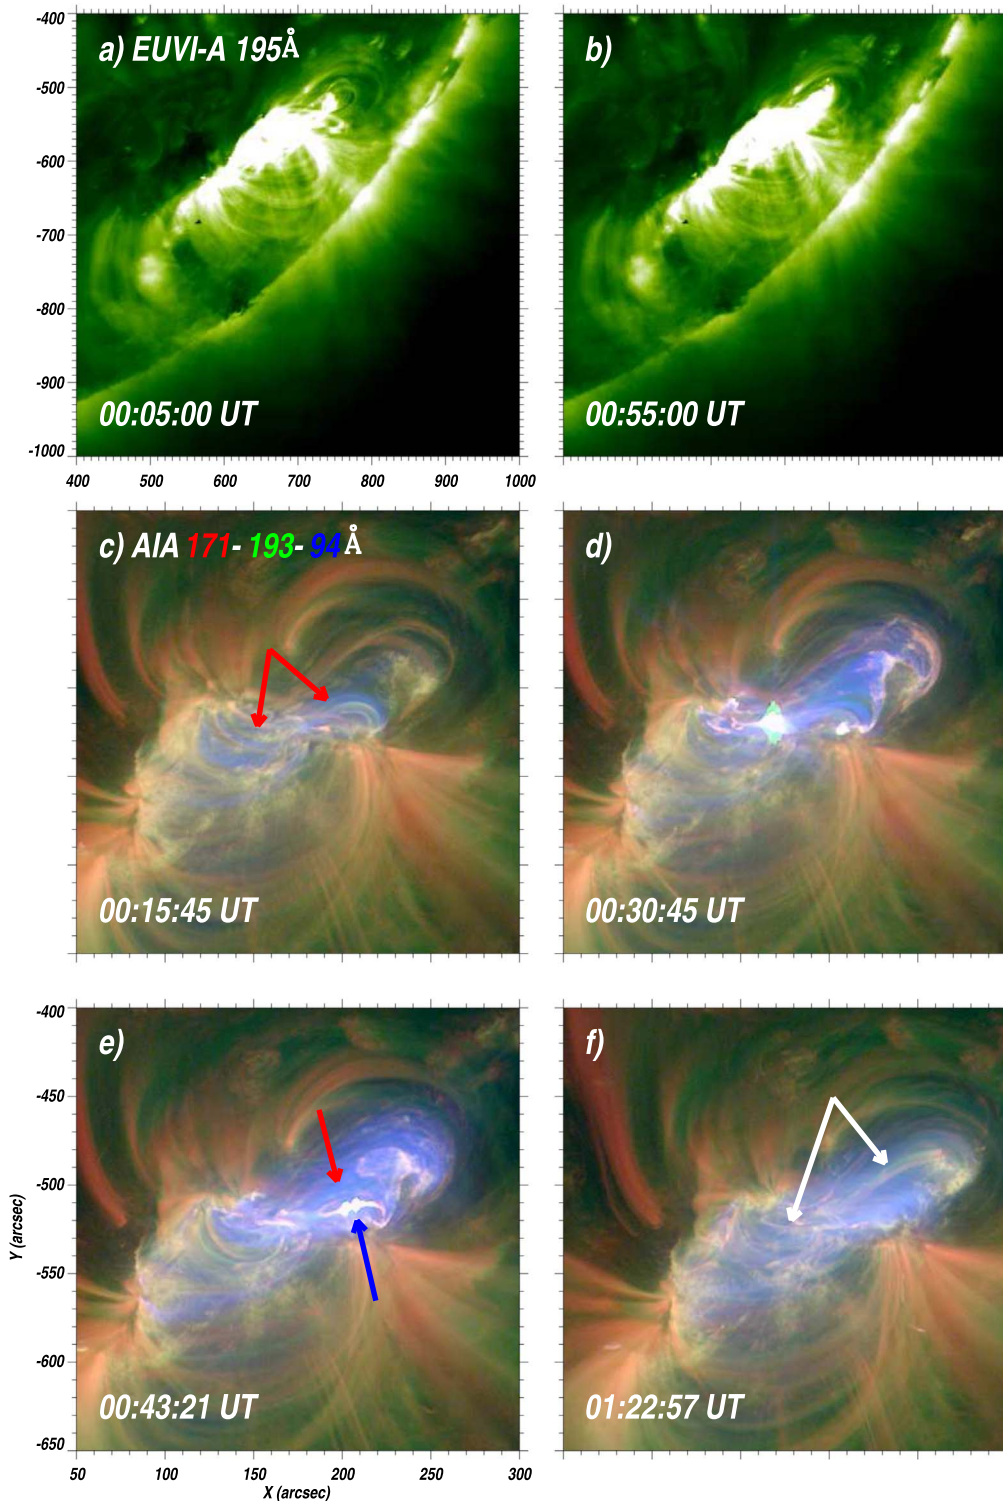 a) EUVI-A 195Å
b)
-400
-500
-600
-700
-800
-900
-1000
00:05:00 UT
00:55:00 UT
400 500 600 700 800 900 1000
c) AIA 171- 193- 94 Å
d)
00:15:45 UT
00:30:45 UT
e)
f)
-400
-450
-500
-550
-600
-650
Y (arcsec)
00:43:21 UT
01:22:57 UT
50 100 150 200 250 300
X (arcsec)